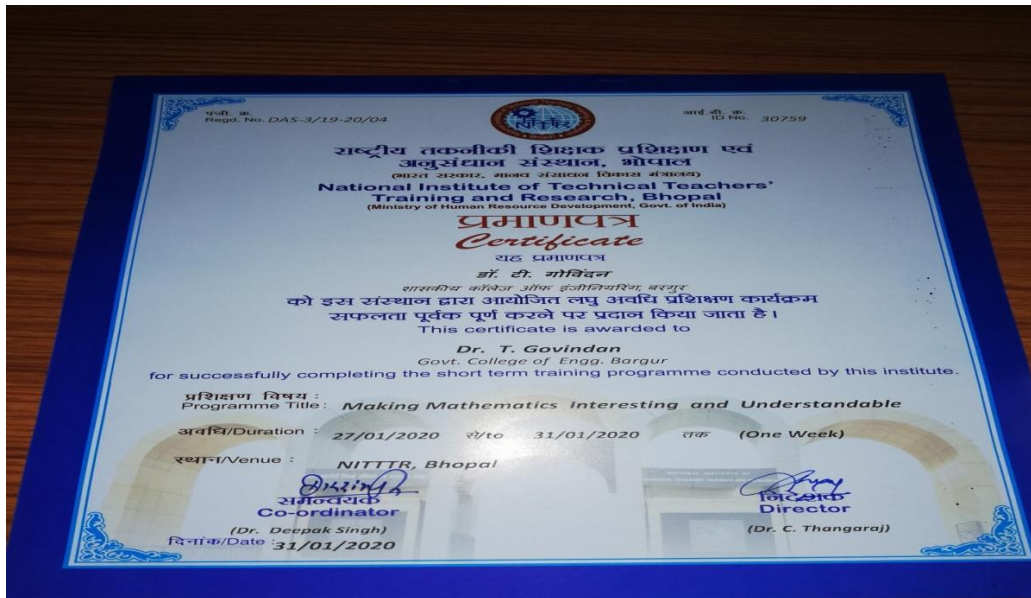 पंजी. क्र.
Regd. No. DAS-3/19-20/04
आई.डी. क्र.
ID No. 30759
NITTTR
राष्ट्रीय तकनीकी शिक्षक प्रशिक्षण एवं
अनुसंधान संस्थान, भोपाल
(भारत सरकार, मानव संसाधन विकास मंत्रालय)
National Institute of Technical Teachers'
Training and Research, Bhopal
(Ministry of Human Resource Development, Govt. of India)
प्रमाणपत्र
Certificate
यह प्रमाणपत्र
डॉ. टी. गोविंदन
शासकीय कॉलेज ऑफ इंजीनियरिंग, बरगुर
को इस संस्थान द्वारा आयोजित लघु अवधि प्रशिक्षण कार्यक्रम
सफलता पूर्वक पूर्ण करने पर प्रदान किया जाता है।
This certificate is awarded to
Dr. T. Govindan
Govt. College of Engg. Bargur
for successfully completing the short term training programme conducted by this institute.
प्रशिक्षण विषय :
Programme Title : Making Mathematics Interesting and Understandable
अवधि/Duration : 27/01/2020 से/to 31/01/2020 तक (One Week)
स्थान/Venue : NITTTR, Bhopal
समन्वयक
Co-ordinator
(Dr. Deepak Singh)
निदेशक
Director
(Dr. C. Thangaraj)
दिनांक/Date : 31/01/2020